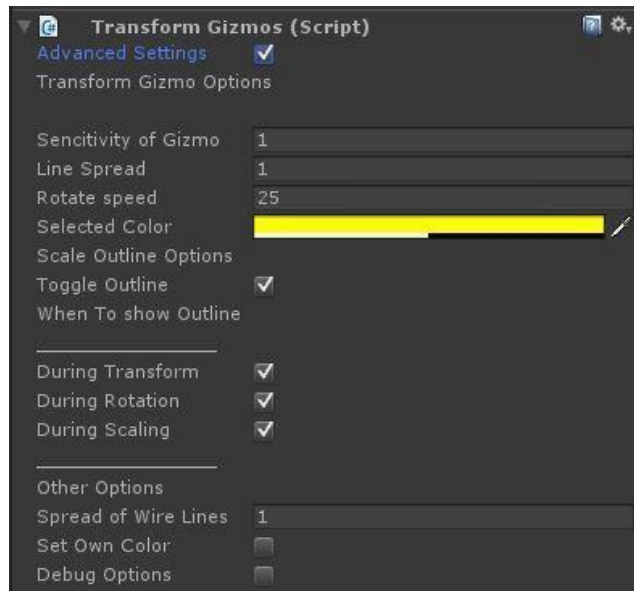 Transform Gizmos (Script)
Advanced Settings
Transform Gizmo Options
Sencitivity of Gizmo 1
Line Spread 1
Rotate speed 25
Selected Color
Scale Outline Options
Toggle Outline
When To show Outline
During Transform
During Rotation
During Scaling
Other Options
Spread of Wire Lines 1
Set Own Color
Debug Options